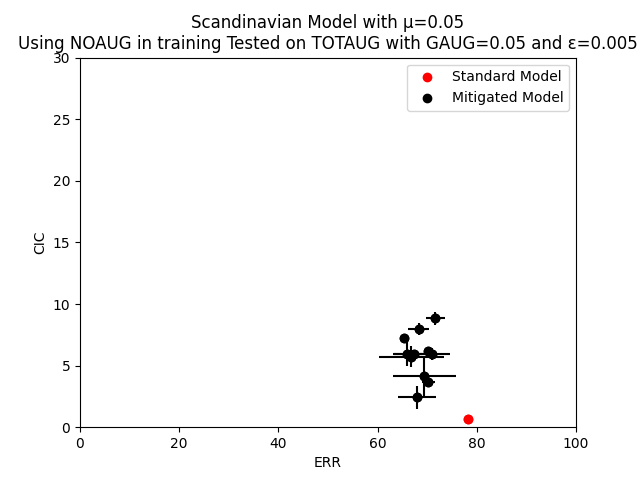 Scandinavian Model with μ=0.05
Using NOAUG in training Tested on TOTAUG with GAUG=0.05 and ε=0.005
Standard Model
Mitigated Model
30
25
20
15
10
5
0
CIC
0 20 40 60 80 100
ERR